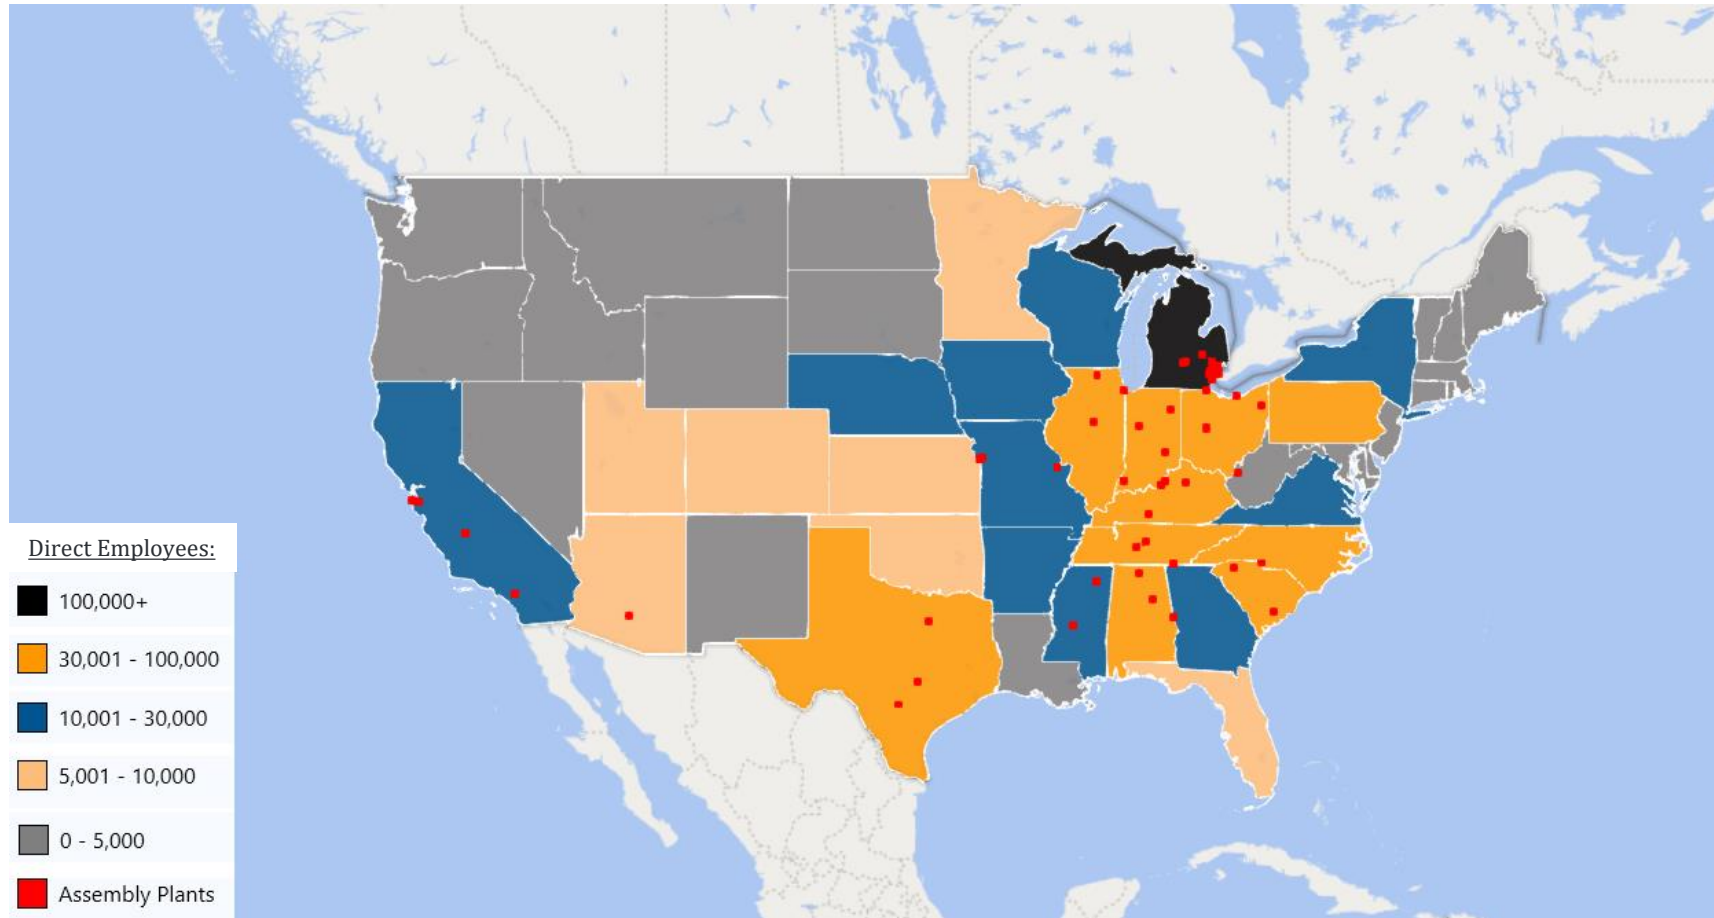 Direct Employees:
100,000+
30,001 - 100,000
10,001 - 30,000
5,001 - 10,000
0 - 5,000
Assembly Plants